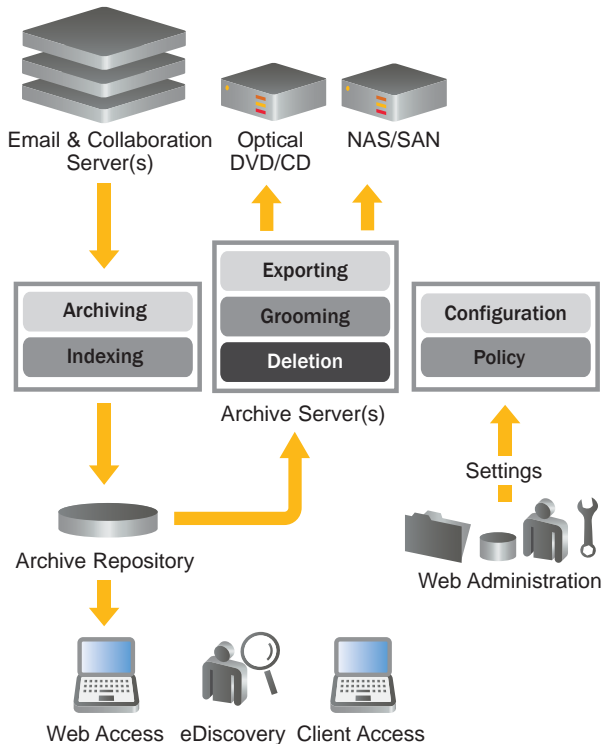 Email & Collaboration
Server(s)
Optical
DVD/CD
NAS/SAN
Archiving
Indexing
Exporting
Grooming
Deletion
Configuration
Policy
Archive Server(s)
Settings
Archive Repository
Web Administration
Web Access
eDiscovery
Client Access